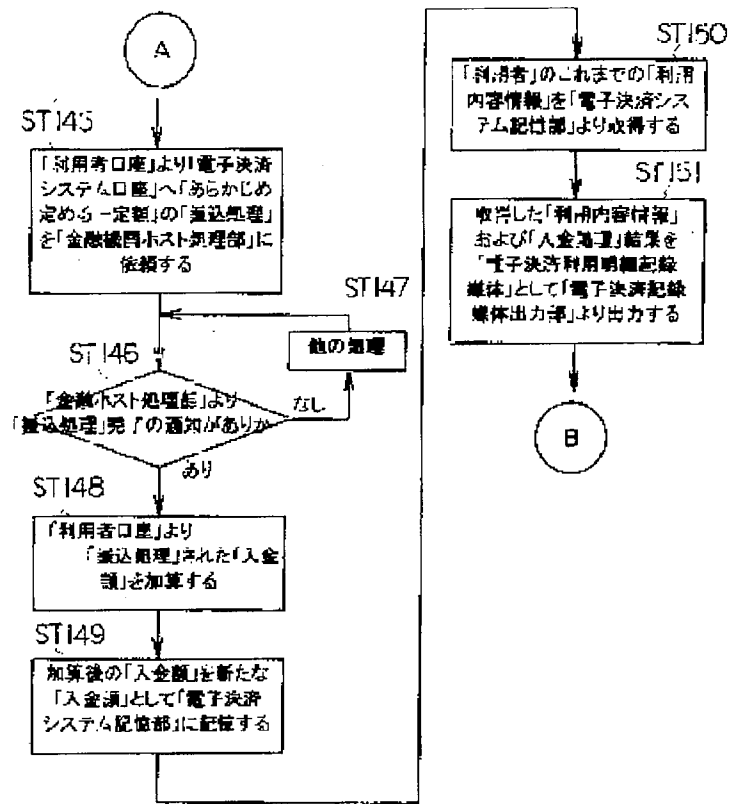 A
ST145
「利用者口座」より「電子決済
システム口座」へ「あらかじめ
定める一定額」の「振込処理」
を「金融機関ホスト処理部」に
依頼する
ST147
他の処理
ST146
「金融ホスト処理部」より
「振込処理」完了の通知がありか
なし
あり
ST148
「利用者口座」より
「振込処理」された「入金
額」を加算する
ST149
加算後の「入金額」を新たな
「入金額」として「電子決済
システム記憶部」に記憶する
ST150
「利用者」のこれまでの「利用
内容情報」を「電子決済シス
テム記憶部」より取得する
ST151
取得した「利用内容情報」
および「入金処理」結果を
「電子決済利用明細記録
媒体」として「電子決済記録
媒体出力部」より出力する
B